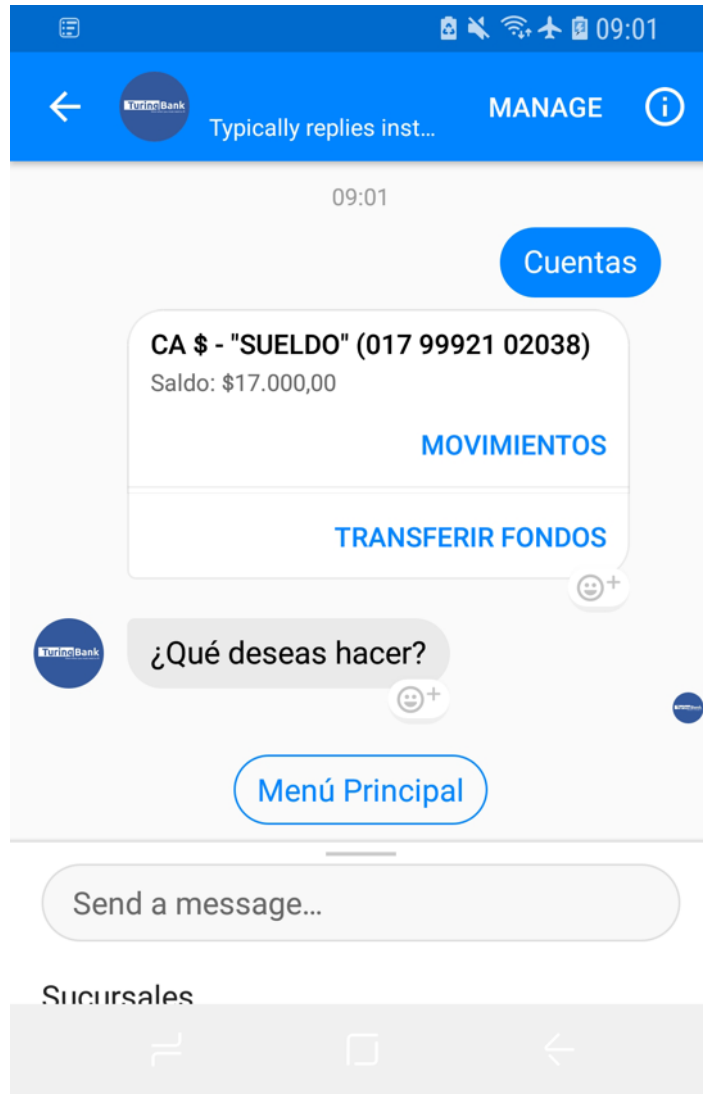 09:01
TuringBank
Typically replies inst...
MANAGE
09:01
Cuentas
CA $ - "SUELDO" (017 99921 02038)
Saldo: $17.000,00
MOVIMIENTOS
TRANSFERIR FONDOS
TuringBank
¿Qué deseas hacer?
Menú Principal
Send a message...
Sucursales